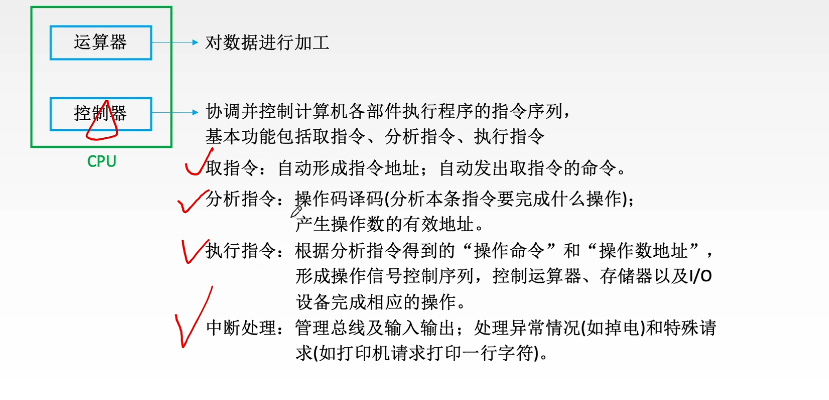 运算器
对数据进行加工
控制器
协调并控制计算机各部件执行程序的指令序列，
基本功能包括取指令、分析指令、执行指令
CPU
取指令：自动形成指令地址；自动发出取指令的命令。
分析指令：操作码译码(分析本条指令要完成什么操作)；
产生操作数的有效地址。
执行指令：根据分析指令得到的“操作命令”和“操作数地址”，
形成操作信号控制序列，控制运算器、存储器以及I/O
设备完成相应的操作。
中断处理：管理总线及输入输出；处理异常情况(如掉电)和特殊请
求(如打印机请求打印一行字符)。